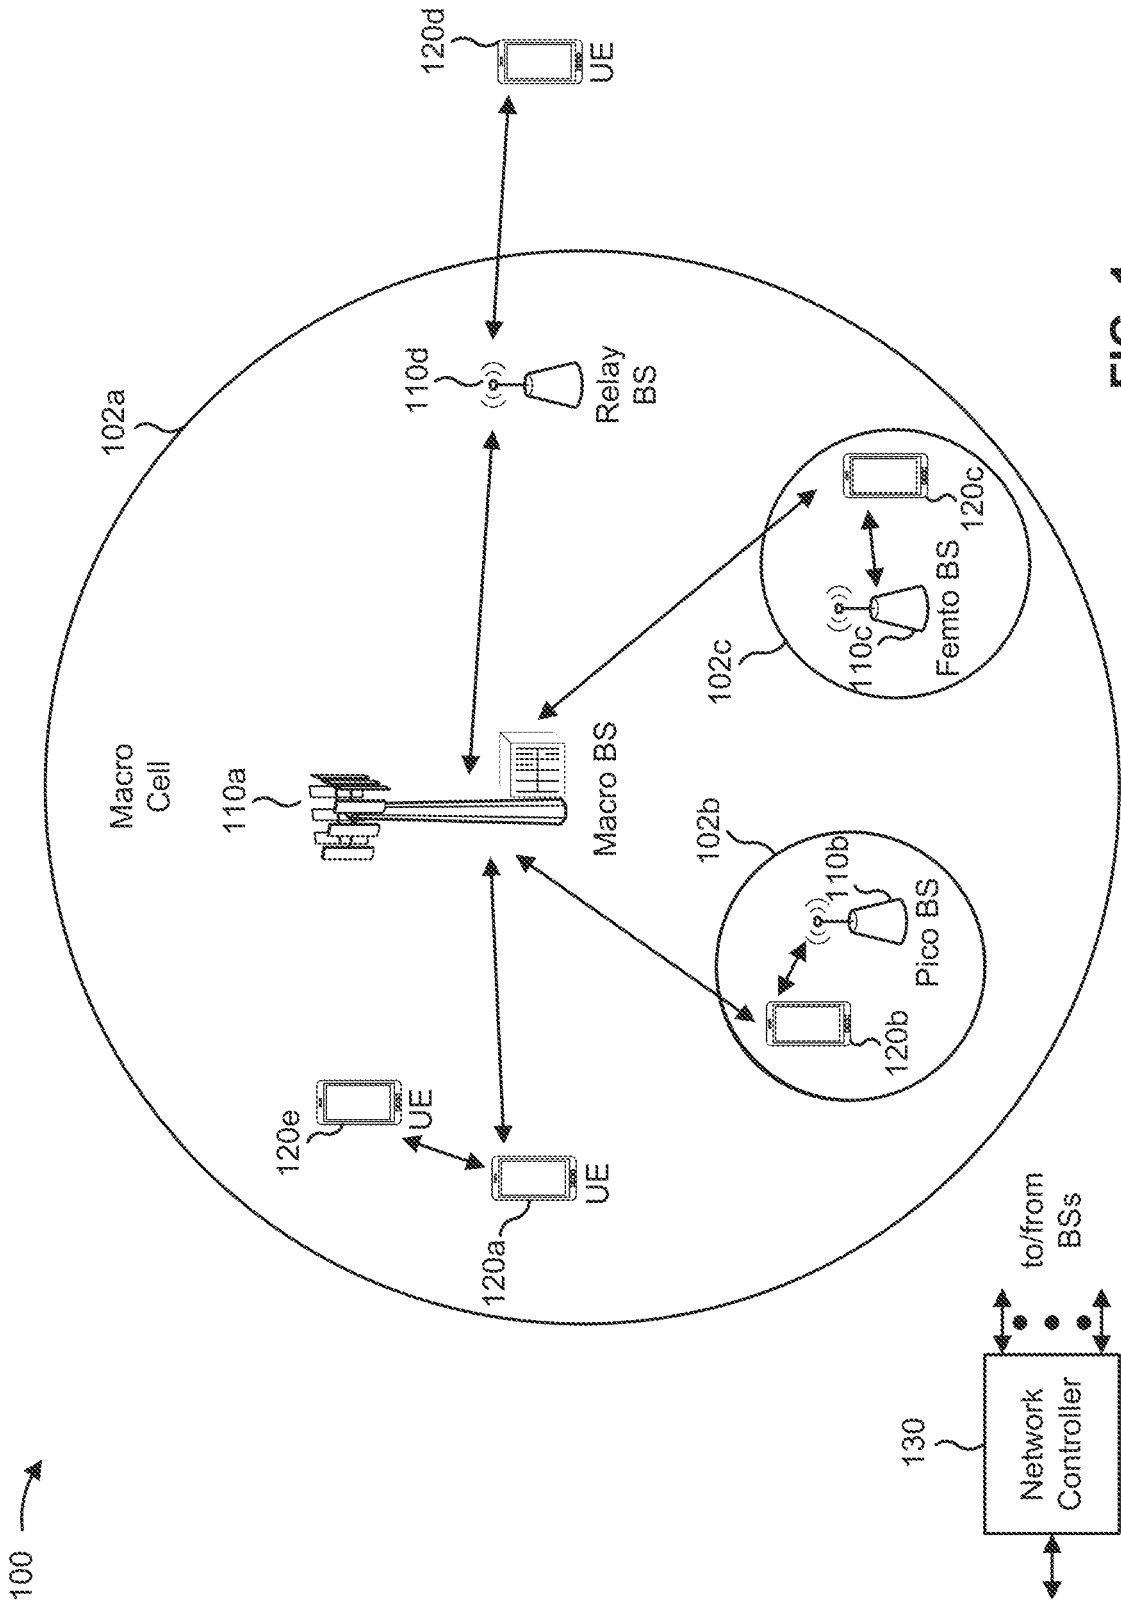 100
102a
Macro
Cell
110a
120d
UE
110d
Relay
BS
120e
UE
120a
UE
Macro BS
102c
110c
120c
Femto BS
102b
110b
Pico BS
120b
130
Network
Controller
to/from
BSs